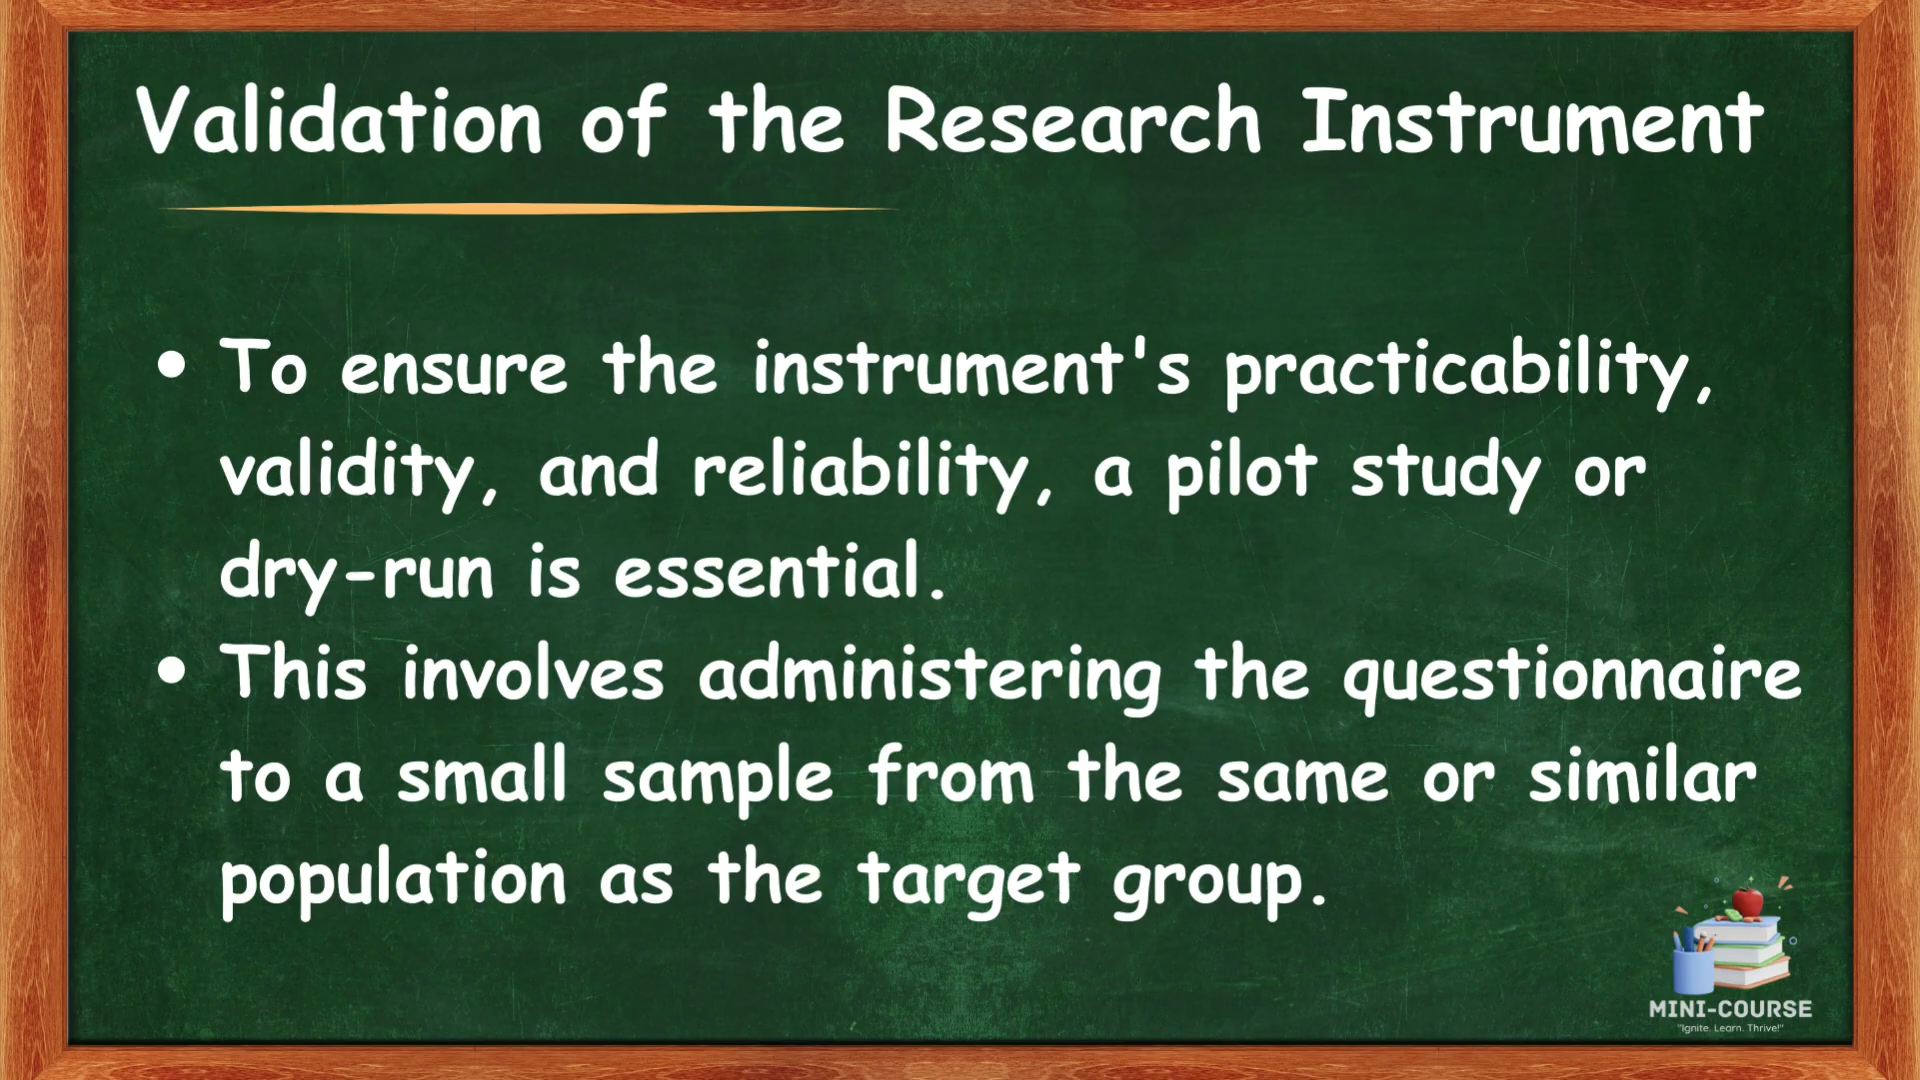 Validation of the Research Instrument
• To ensure the instrument's practicability,
validity, and reliability, a pilot study or
dry-run is essential.
• This involves administering the questionnaire
to a small sample from the same or similar
population as the target group.
MINI-COURSE
"Ignite. Learn. Thrive!"